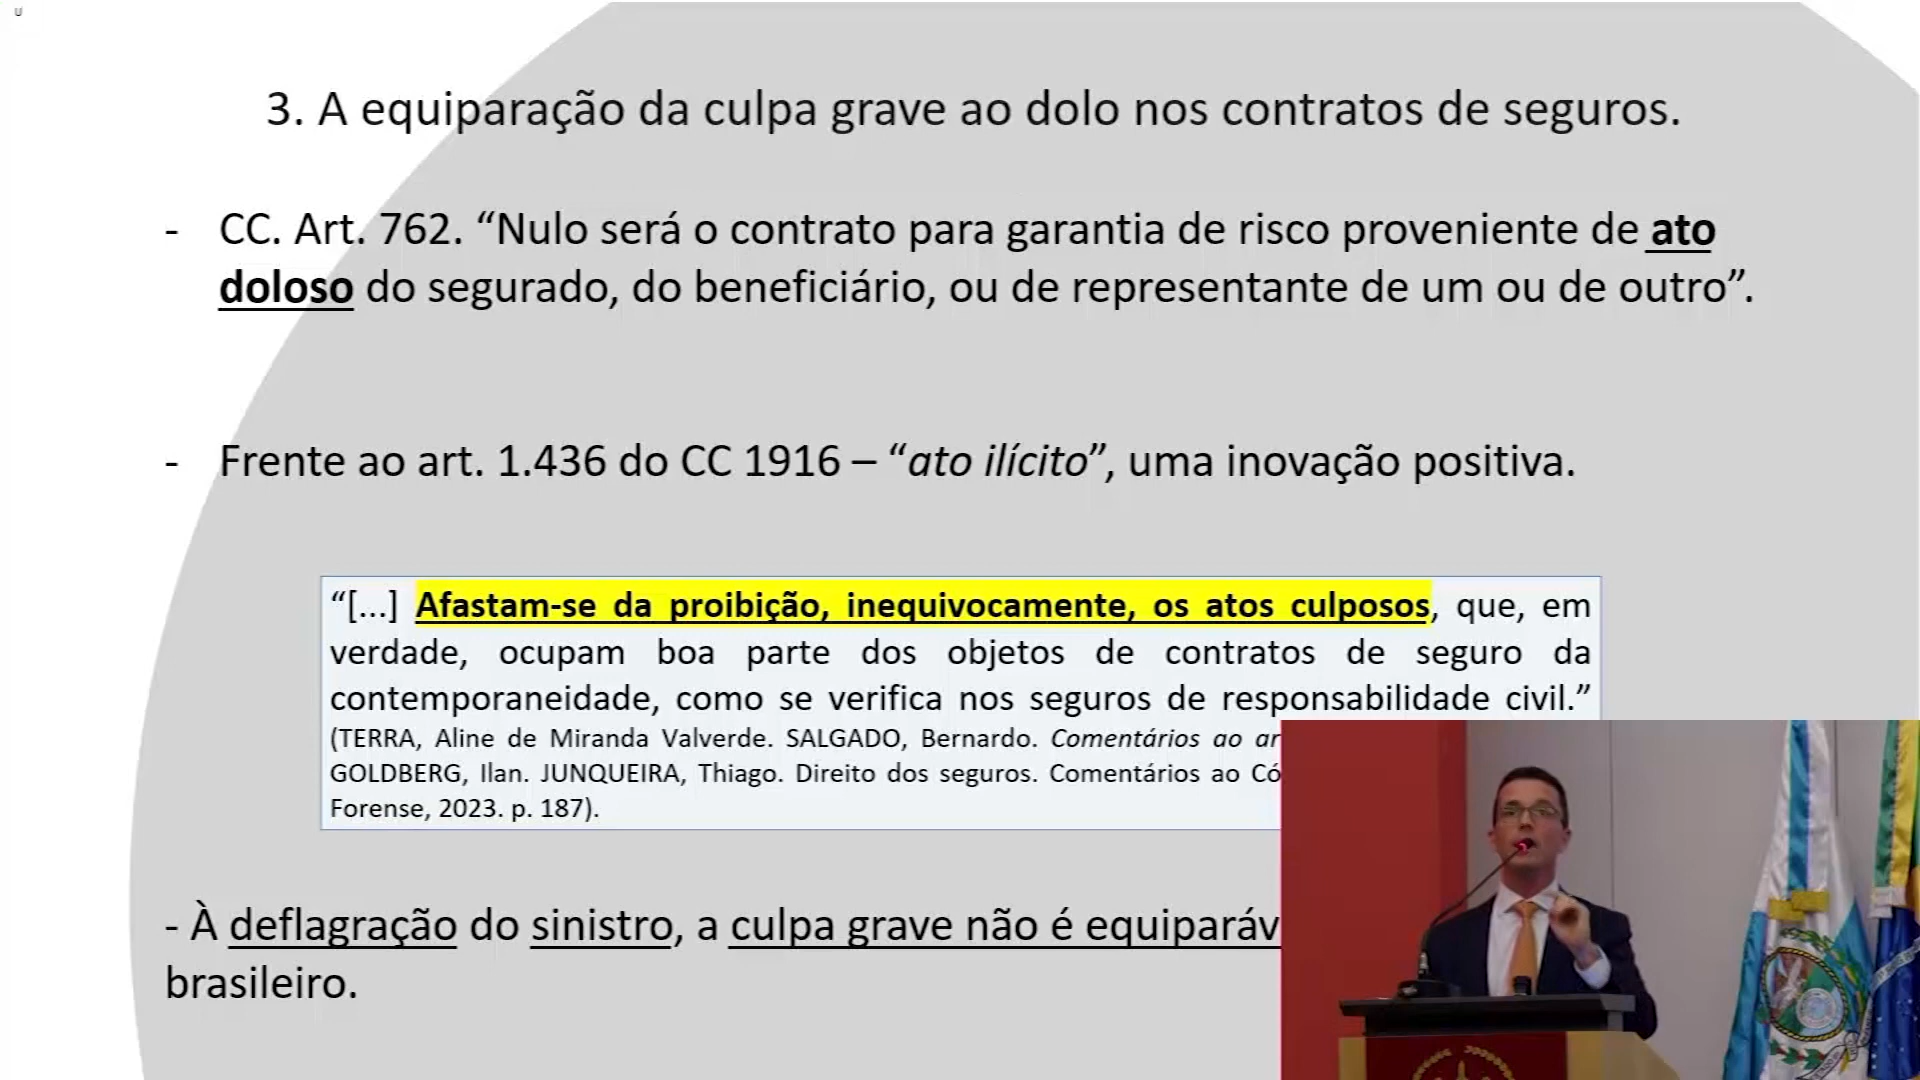 3. A equiparação da culpa grave ao dolo nos contratos de seguros.
- CC. Art. 762. “Nulo será o contrato para garantia de risco proveniente de ato
doloso do segurado, do beneficiário, ou de representante de um ou de outro”.
- Frente ao art. 1.436 do CC 1916 – “ato ilícito”, uma inovação positiva.
“[...] Afastam-se da proibição, inequivocamente, os atos culposos, que, em
verdade, ocupam boa parte dos objetos de contratos de seguro da
contemporaneidade, como se verifica nos seguros de responsabilidade civil.”
(TERRA, Aline de Miranda Valverde. SALGADO, Bernardo. Comentários ao
GOLDBERG, Ilan. JUNQUEIRA, Thiago. Direito dos seguros. Comentários ao
Forense, 2023. p. 187).
- À deflagração do sinistro, a culpa grave não é
brasileiro.